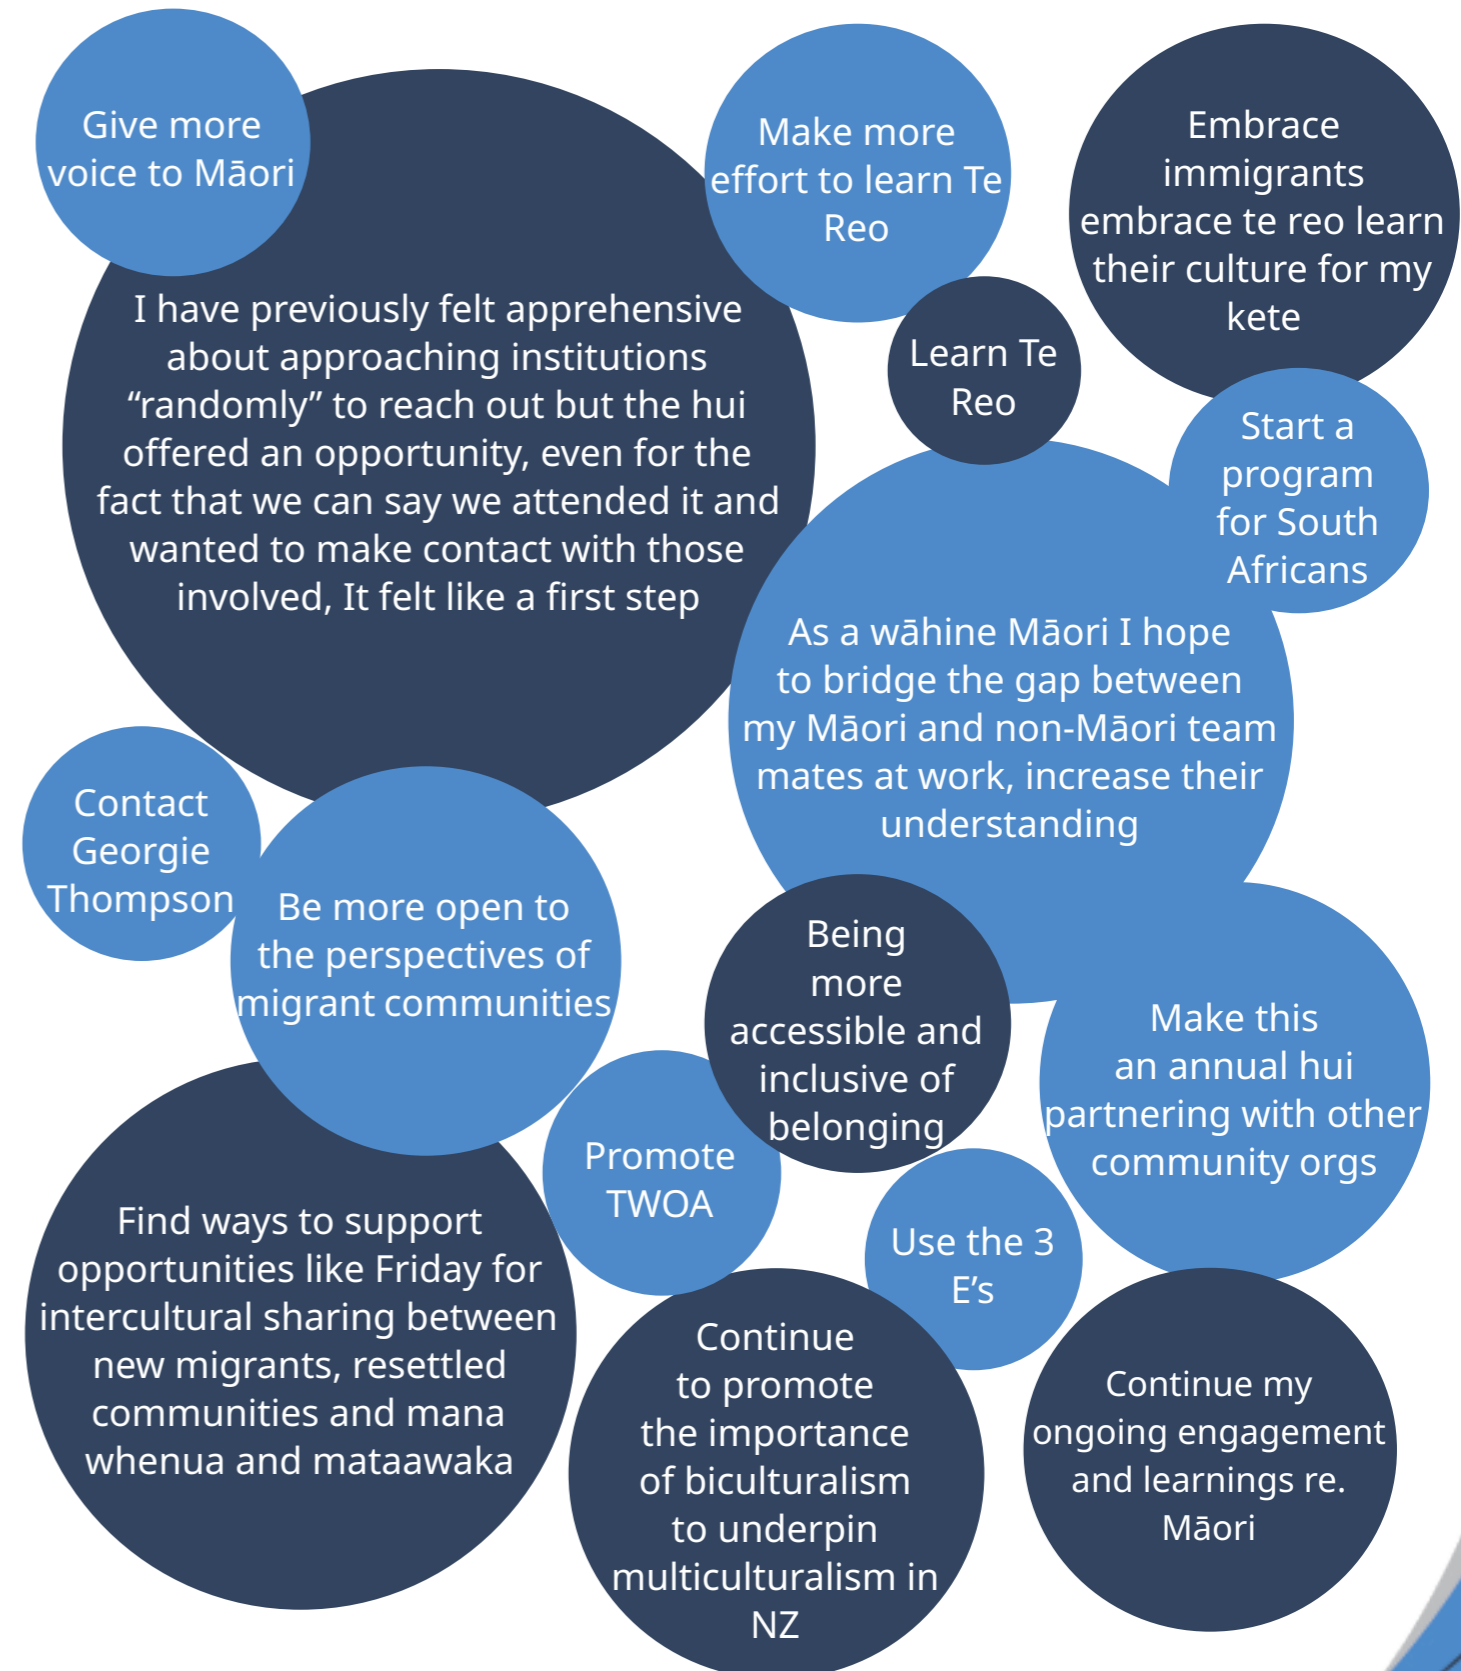 Give more
voice to Māori
Make more
effort to learn Te
Reo
Embrace
immigrants
embrace te reo learn
their culture for my
kete
I have previously felt apprehensive
about approaching institutions
“randomly” to reach out but the hui
offered an opportunity, even for the
fact that we can say we attended it and
wanted to make contact with those
involved, It felt like a first step
Learn Te
Reo
Start a
program
for South
Africans
As a wāhine Māori I hope
to bridge the gap between
my Māori and non-Māori team
mates at work, increase their
understanding
Contact
Georgie
Thompson
Be more open to
the perspectives of
migrant communities
Being
more
accessible and
inclusive of
belonging
Make this
an annual hui
partnering with other
community orgs
Promote
TWOA
Find ways to support
opportunities like Friday for
intercultural sharing between
new migrants, resettled
communities and mana
whenua and mataawaka
Use the 3
E’s
Continue
to promote
the importance
of biculturalism
to underpin
multiculturalism in
NZ
Continue my
ongoing engagement
and learnings re.
Māori